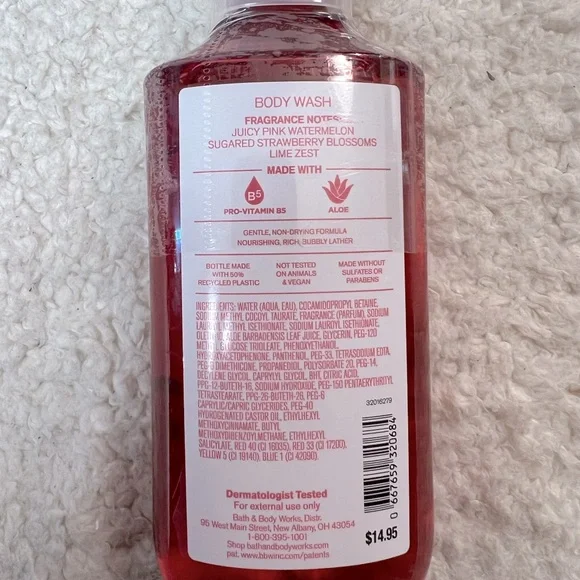 BODY WASH
FRAGRANCE NOTES:
JUICY PINK WATERMELON
SUGARED STRAWBERRY BLOSSOMS
LIME ZEST
MADE WITH
B5
PRO-VITAMIN B5
ALOE
GENTLE, NON-DRYING FORMULA
NOURISHING, RICH, BUBBLY LATHER
BOTTLE MADE
WITH 50%
RECYCLED PLASTIC
NOT TESTED
ON ANIMALS
& VEGAN
MADE WITHOUT
SULFATES OR
PARABENS
INGREDIENTS: WATER (AQUA, EAU), COCAMIDOPROPYL BETAINE,
SODIUM METHYL COCOYL TAURATE, FRAGRANCE (PARFUM), SODIUM
LAUROYL METHYL ISETHIONATE, SODIUM LAUROYL ISETHIONATE,
ALOE BARBADENSIS LEAF JUICE, GLYCERIN, PEG-120
METHYL GLUCOSE TRIOLEATE, PHENOXYETHANOL,
HYDROXYACETOPHENONE, PANTHENOL, PEG-33, TETRASODIUM EDTA,
PEG-8 DIMETHICONE, PROPANEDIOL, POLYSORBATE 20, PEG-14,
DECYLENE GLYCOL, CAPRYLYL GLYCOL, BHT, CITRIC ACID,
PPG-12-BUTETH-16, SODIUM HYDROXIDE, PEG-150 PENTAERYTHRITYL
TETRASTEARATE, PPG-26-BUTETH-26, PEG-6
CAPRYLIC/CAPRIC GLYCERIDES, PEG-40
HYDROGENATED CASTOR OIL, ETHYLHEXYL
METHOXYCINNAMATE, BUTYL
METHOXYDIBENZOYLMETHANE, ETHYLHEXYL
SALICYLATE, RED 40 (CI 16035), RED 33 (CI 17200),
YELLOW 5 (CI 19140), BLUE 1 (CI 42090).
32016279
0 667659 320684
$14.95
Dermatologist Tested
For external use only
Bath & Body Works, Distr.
95 West Main Street, New Albany, OH 43054
1-800-395-1001
Shop bathandbodyworks.com
pat. www.bbwinc.com/patents